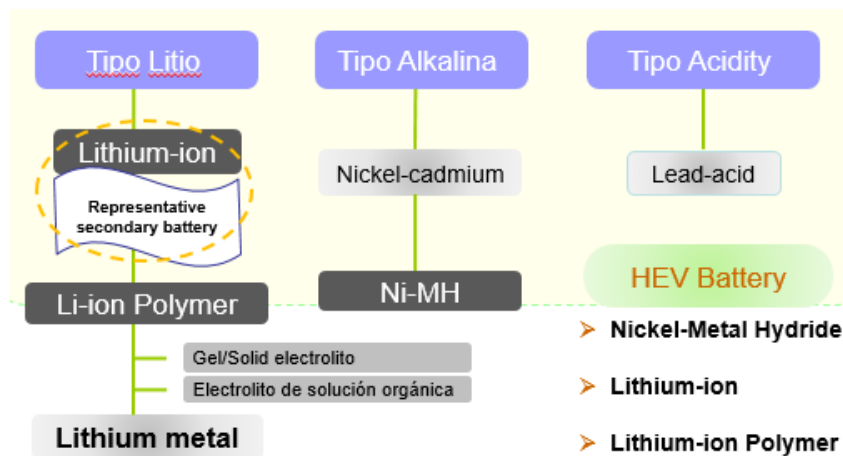 Tipo Litio
Tipo Alkalina
Tipo Acidity
Lithium-ion
Representative
secondary battery
Nickel-cadmium
Lead-acid
Li-ion Polymer
Ni-MH
HEV Battery
Gel/Solid electrolito
Electrolito de solución orgánica
Lithium metal
➢ Nickel-Metal Hydride
➢ Lithium-ion
➢ Lithium-ion Polymer